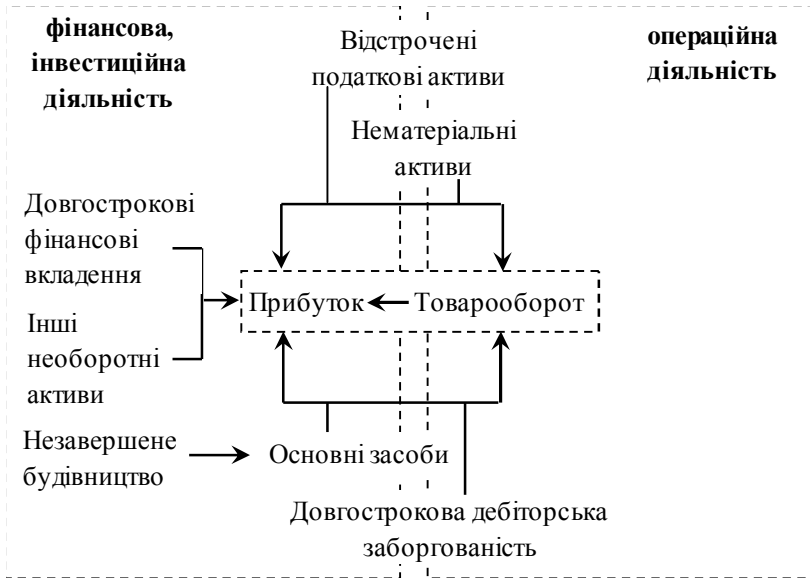 фінансова,
інвестиційна
діяльність
Відстрочені
податкові активи
операційна
діяльність
Нематеріальні
активи
Довгострокові
фінансові
вкладення
Прибуток
Товарооборот
Інші
необоротні
активи
Незавершене
будівництво
Основні засоби
Довгострокова дебіторська
заборгованість